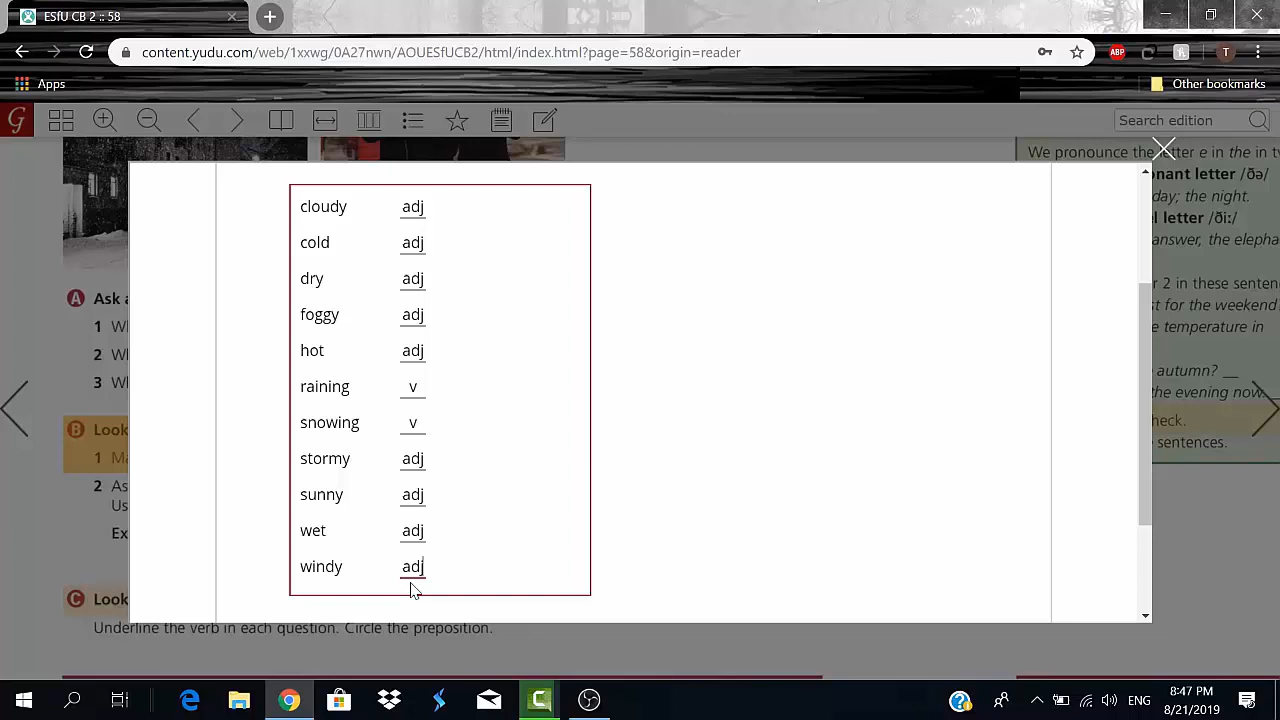 ESfU CB 2 :: 58
content.yudu.com/web/1xxwg/0A27nwn/AOUESfUCB2/html/index.html?page=58&origin=reader
ABP
T
Apps
Other bookmarks
G
Search edition
We pronounce the letter e in the in tw
nant letter /ðə/
day; the night.
l letter /ðiː/
answer, the elepha
r 2 in these sentenc
st for the weekend.
e temperature in
e autumn? __
the evening now.
heck.
sentences.
A Ask a
1 Wh
2 Wh
3 Wh
B Look
1 Ma
2 As
Us
Ex
C Look
Underline the verb in each question. Circle the preposition.
cloudy adj
cold adj
dry adj
foggy adj
hot adj
raining v
snowing v
stormy adj
sunny adj
wet adj
windy adj
ENG
8:47 PM
8/21/2019